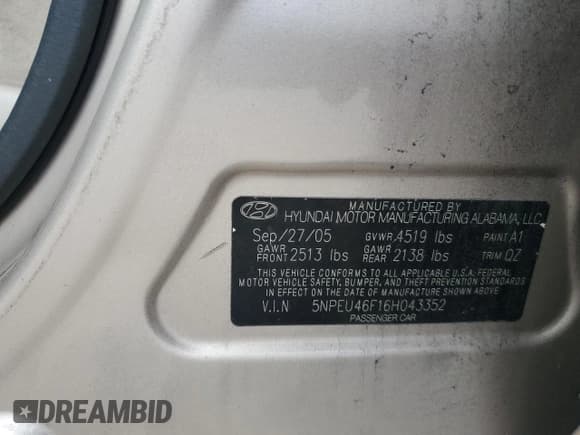 MANUFACTURED BY
HYUNDAI MOTOR MANUFACTURING ALABAMA, LLC
Sep/27/05 GVWR 4519 lbs PAINT A1
GAWR FRONT 2513 lbs GAWR REAR 2138 lbs TRIM QZ
THIS VEHICLE CONFORMS TO ALL APPLICABLE U.S. FEDERAL
MOTOR VEHICLE SAFETY, BUMPER, AND THEFT PREVENTION STANDARDS
IN EFFECT ON THE DATE OF MANUFACTURE SHOWN ABOVE.
V.I.N 5NPEU46F16H043352
PASSENGER CAR
DREAMBID